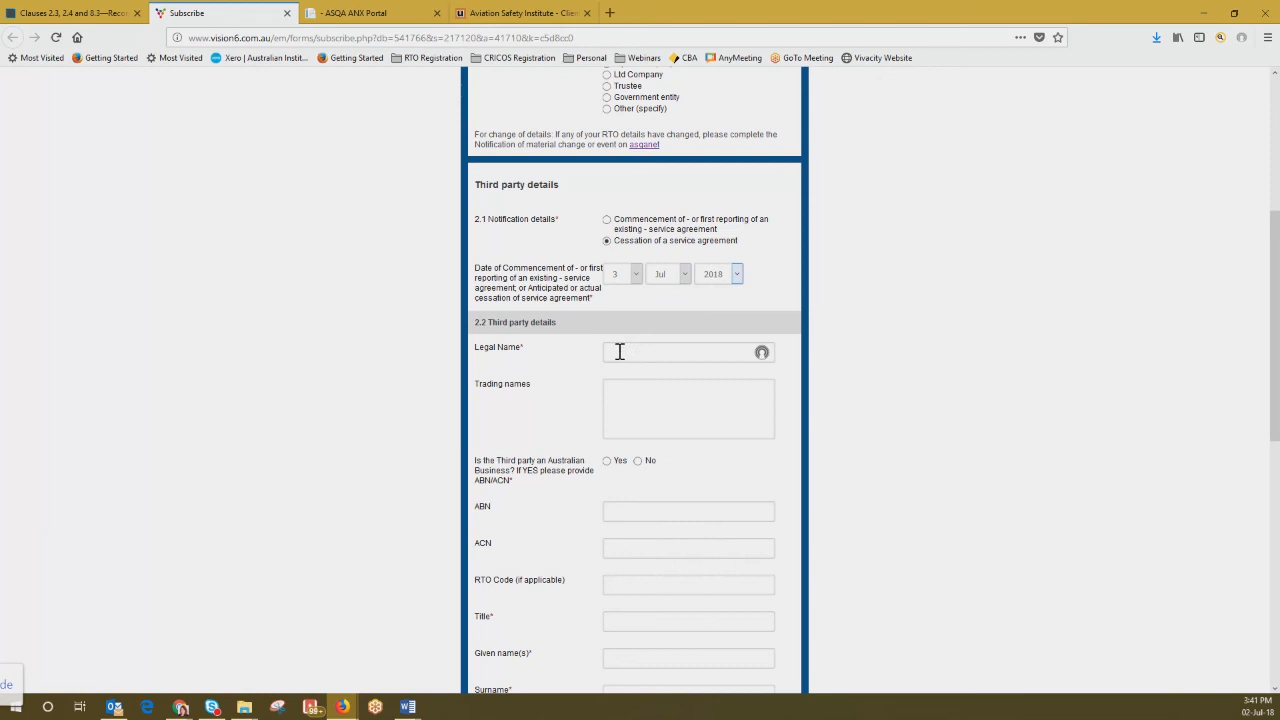 Clauses 2.3, 2.4 and 8.3—Reco
Subscribe
- ASQA ANX Portal
Aviation Safety Institute - Clien
www.vision6.com.au/em/forms/subscribe.php?db=541766&s=217120&a=41710&k=c5d8cc0
Most Visited
Getting Started
Most Visited
Xero | Australian Instit...
Getting Started
RTO Registration
CRICOS Registration
Personal
Webinars
CBA
AnyMeeting
GoTo Meeting
Vivacity Website
Ltd Company
Trustee
Government entity
Other (specify)
For change of details: If any of your RTO details have changed, please complete the
Notification of material change or event on asqanet
Third party details
2.1 Notification details*
Commencement of - or first reporting of an
existing - service agreement
Cessation of a service agreement
Date of Commencement of - or first
reporting of an existing - service
agreement; or Anticipated or actual
cessation of service agreement*
3 Jul 2018
2.2 Third party details
Legal Name*
Trading names
Is the Third party an Australian
Business? If YES please provide
ABN/ACN*
Yes No
ABN
ACN
RTO Code (if applicable)
Title*
Given name(s)*
Surname*
de
99+
3:41 PM
02-Jul-18